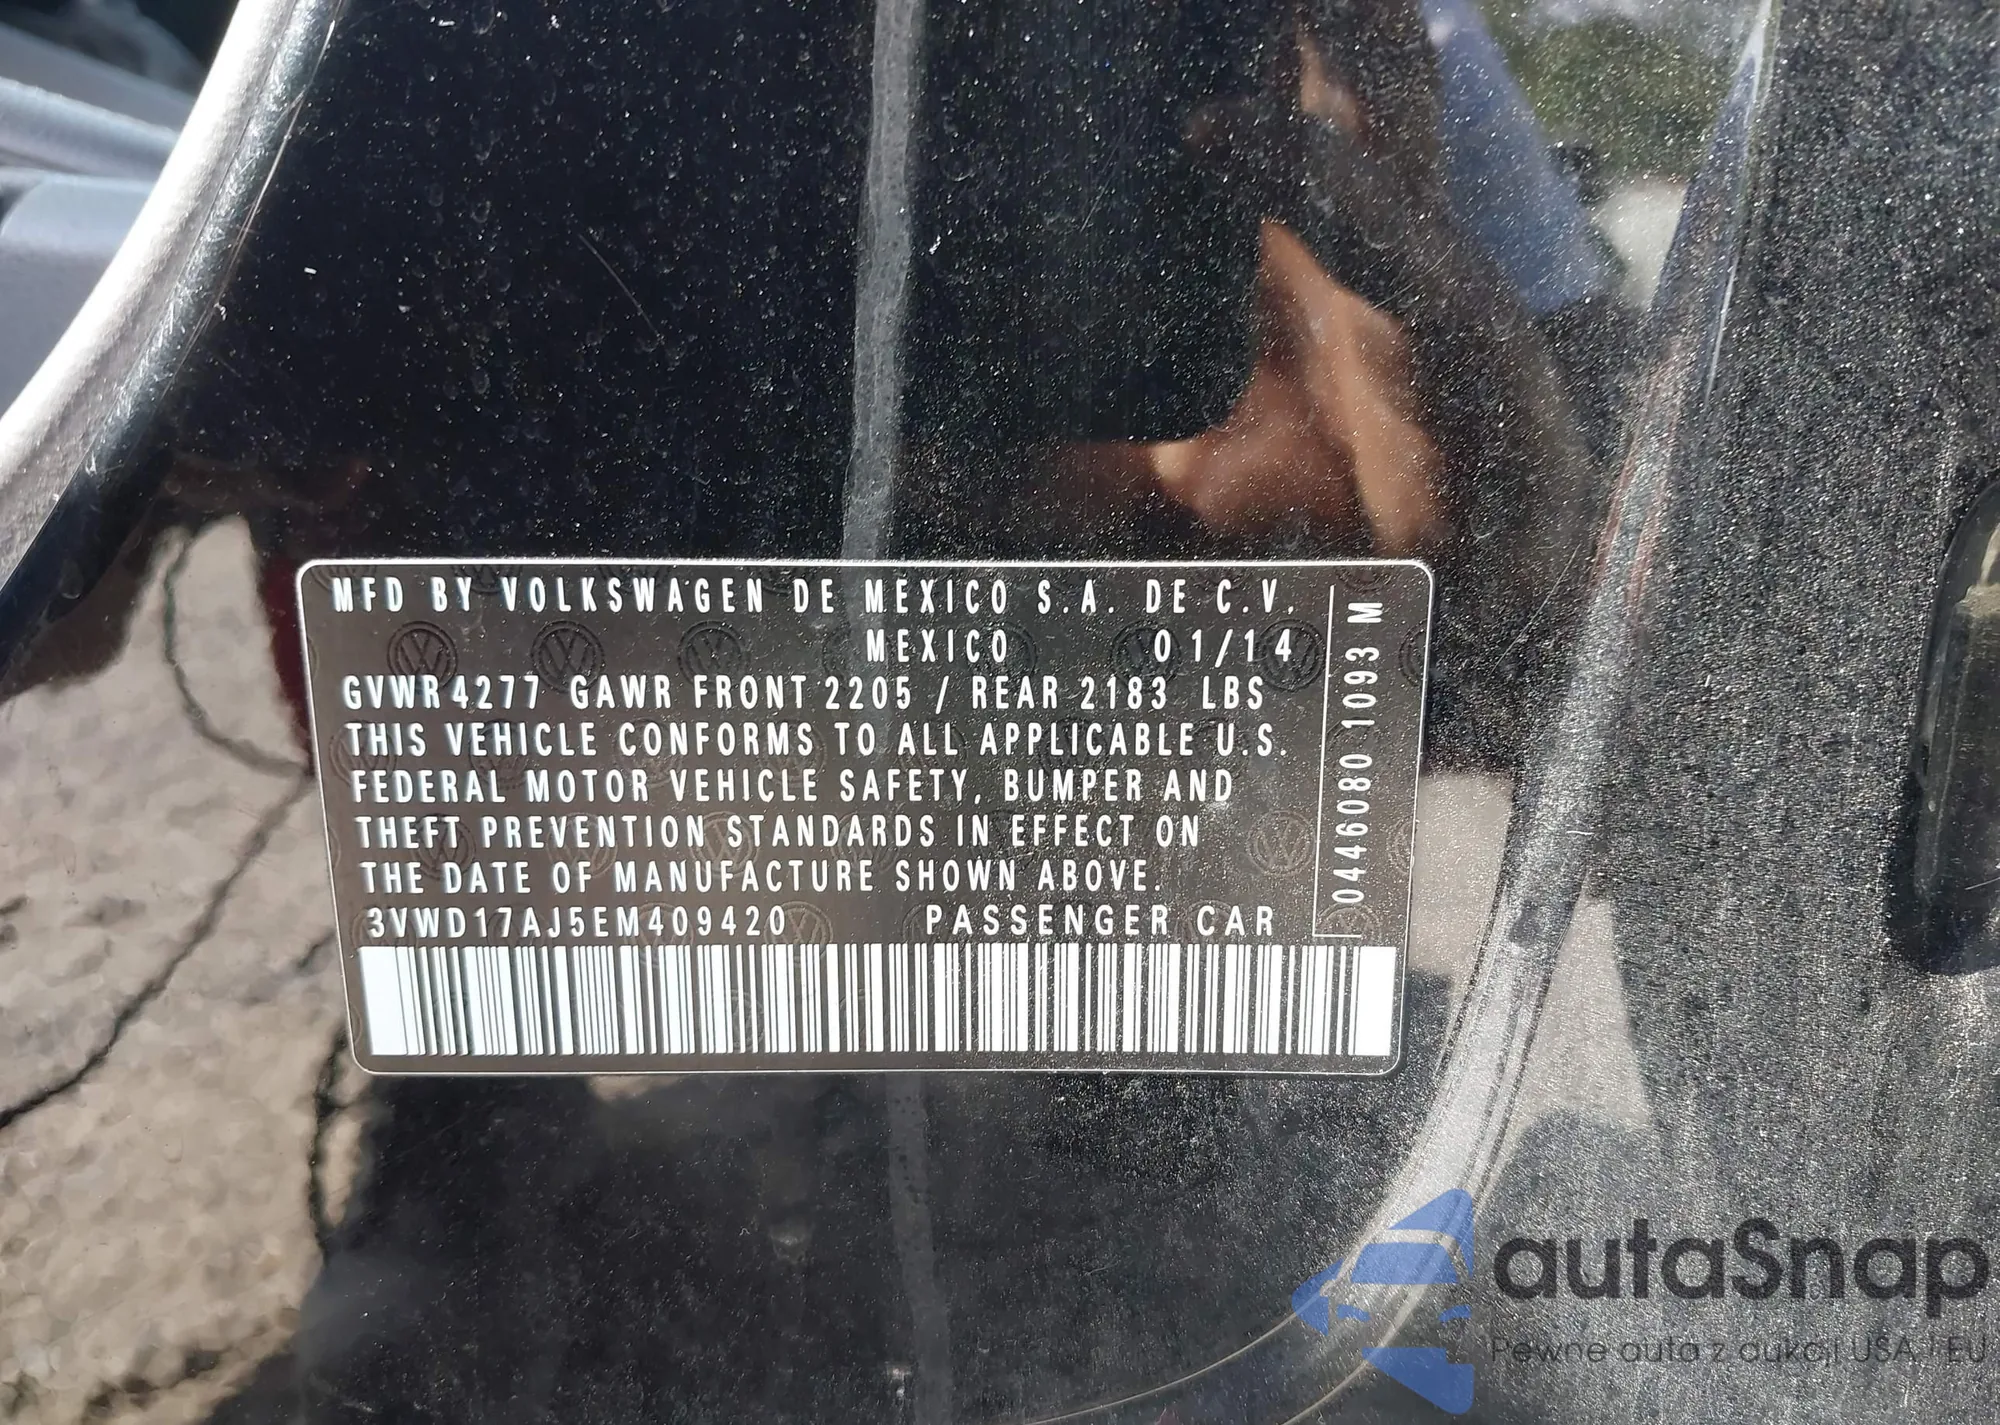 MFD BY VOLKSWAGEN DE MEXICO S.A. DE C.V.
MEXICO 01/14
GVWR 4277 GAWR FRONT 2205 / REAR 2183 LBS
THIS VEHICLE CONFORMS TO ALL APPLICABLE U.S.
FEDERAL MOTOR VEHICLE SAFETY, BUMPER AND
THEFT PREVENTION STANDARDS IN EFFECT ON
THE DATE OF MANUFACTURE SHOWN ABOVE.
3VWD17AJ5EM409420 PASSENGER CAR
0446080 1093 M
autaSnap
Pewne auta z aukcji USA i EU